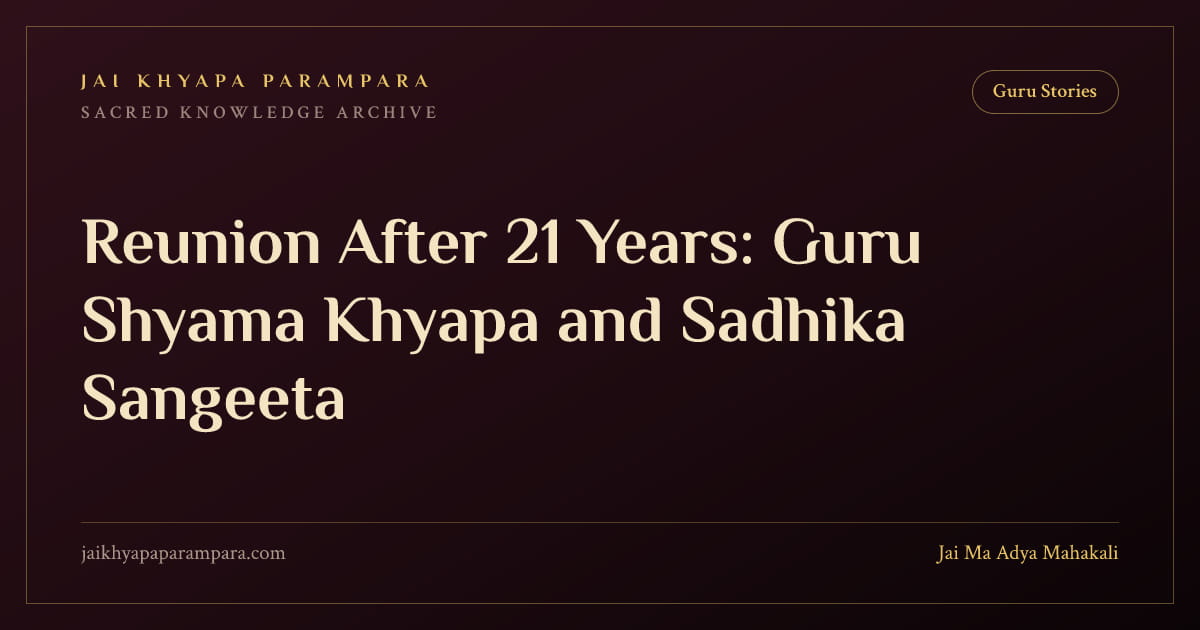 JAI KHYAPA PARAMPARA
SACRED KNOWLEDGE ARCHIVE
Guru Stories
Reunion After 21 Years: Guru
Shyama Khyapa and Sadhika
Sangeeta
jaikhyapaparampara.com
Jai Ma Adya Mahakali